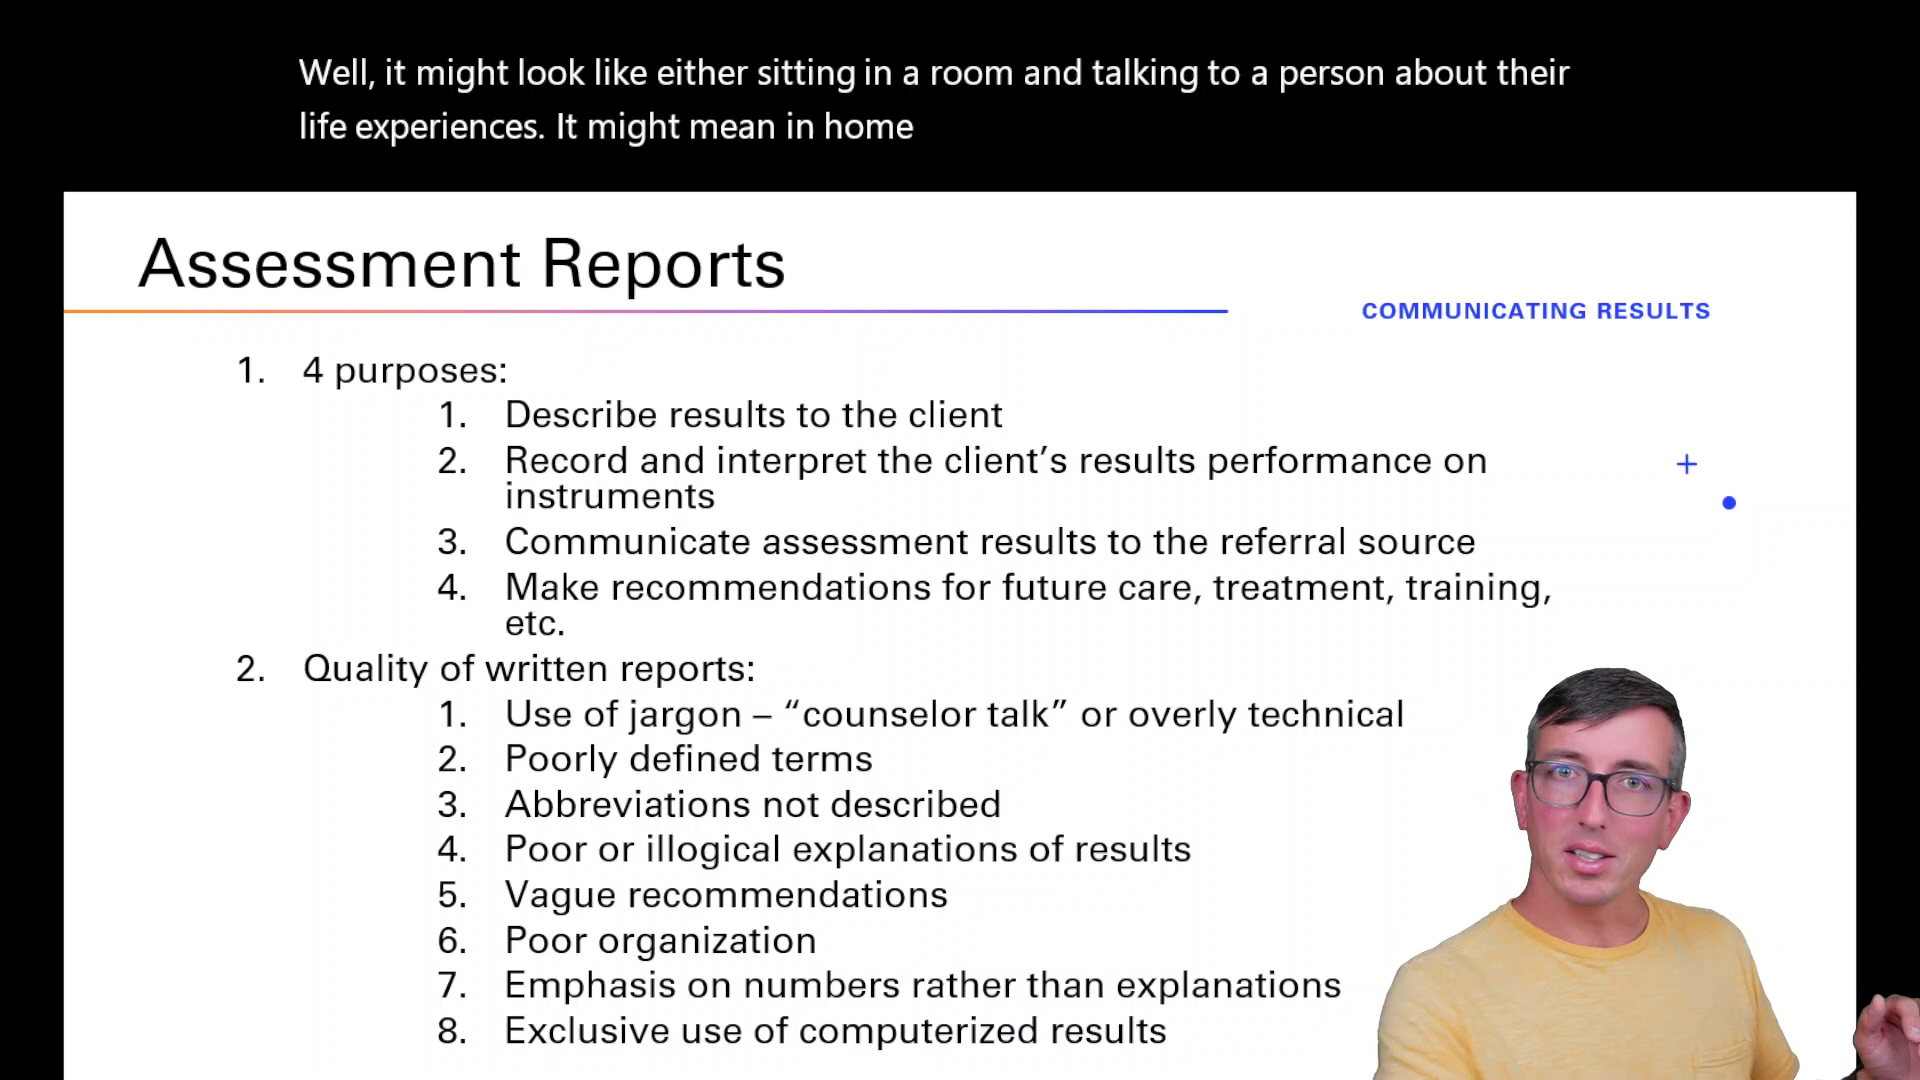 Well, it might look like either sitting in a room and talking to a person about their
life experiences. It might mean in home
Assessment Reports
COMMUNICATING RESULTS
1. 4 purposes:
1. Describe results to the client
2. Record and interpret the client’s results performance on
instruments
3. Communicate assessment results to the referral source
4. Make recommendations for future care, treatment, training,
etc.
2. Quality of written reports:
1. Use of jargon – “counselor talk” or overly technical
2. Poorly defined terms
3. Abbreviations not described
4. Poor or illogical explanations of results
5. Vague recommendations
6. Poor organization
7. Emphasis on numbers rather than explanations
8. Exclusive use of computerized results